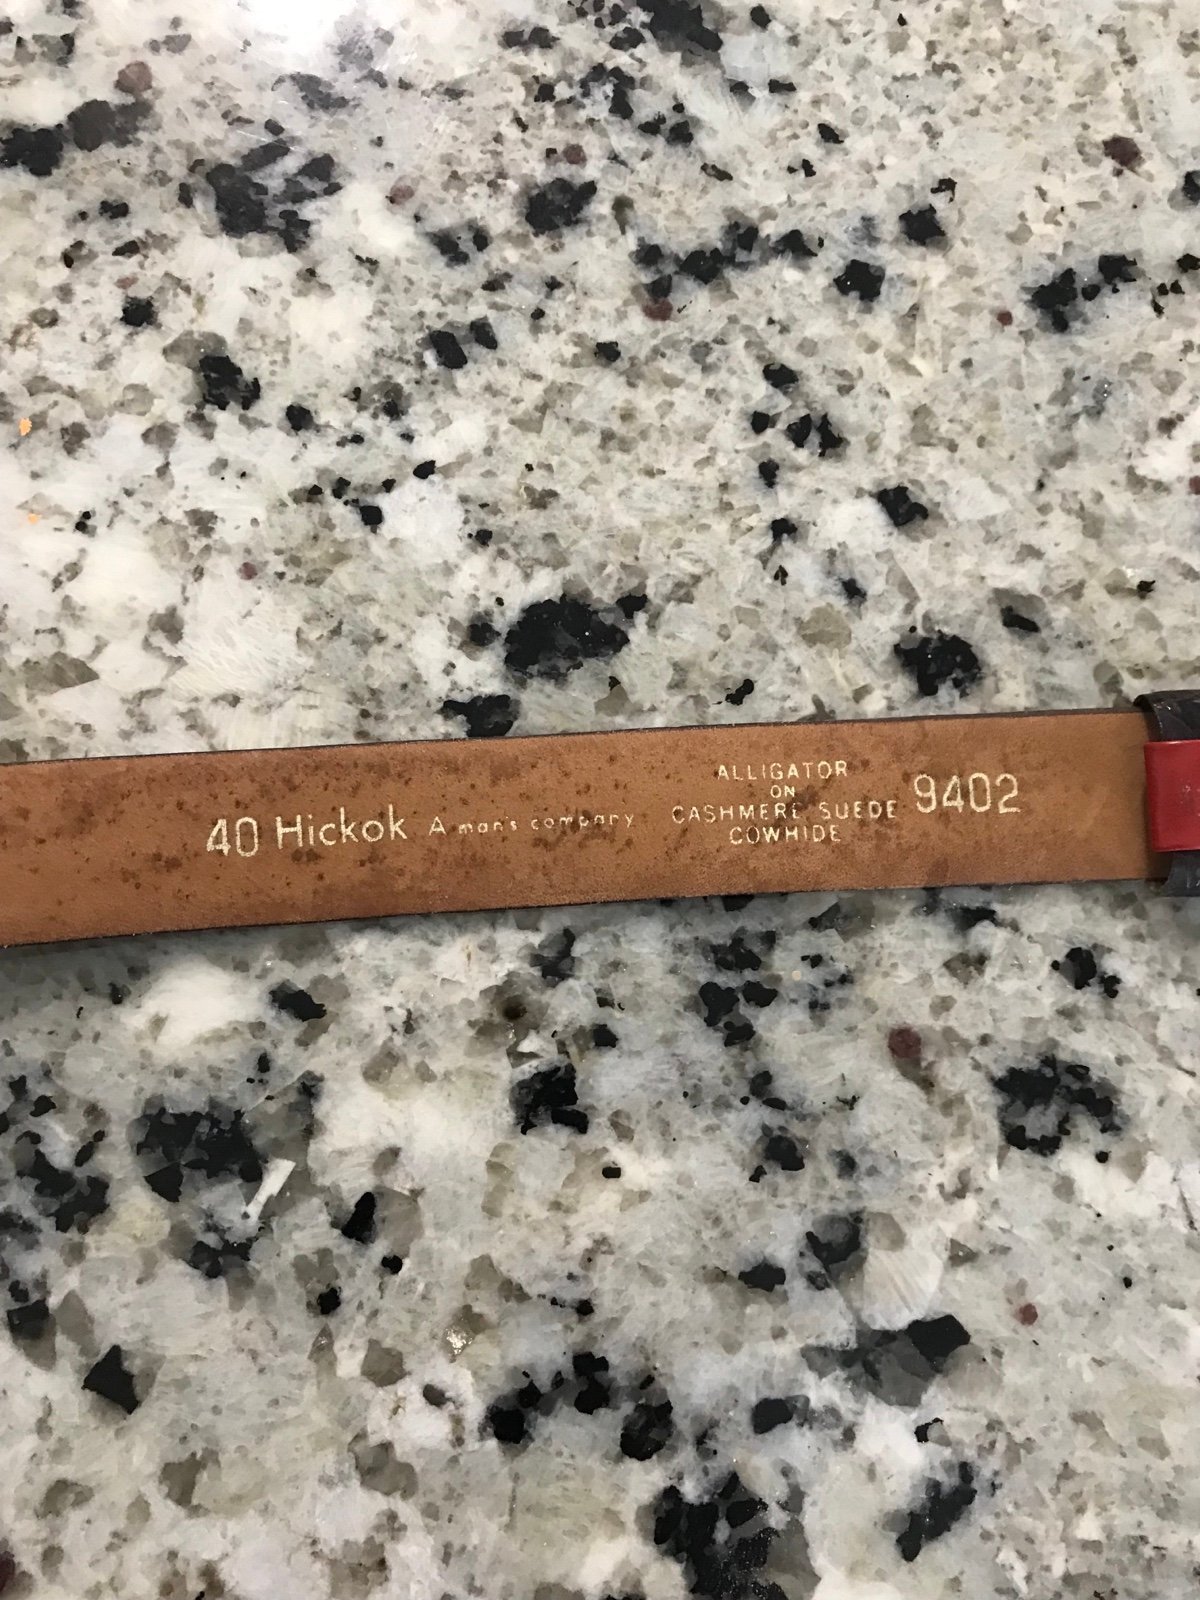 40 Hickok A man's company
ALLIGATOR
ON
CASHMERE SUEDE
COWHIDE
9402